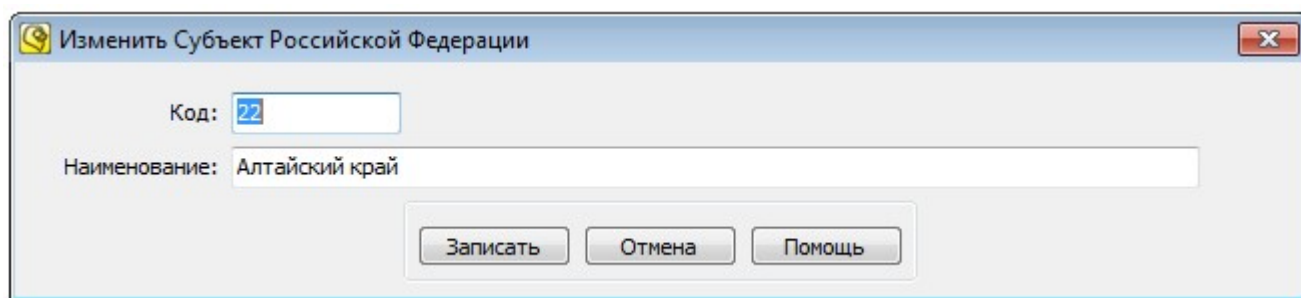 Изменить Субъект Российской Федерации
Код: 22
Наименование: Алтайский край
Записать Отмена Помощь